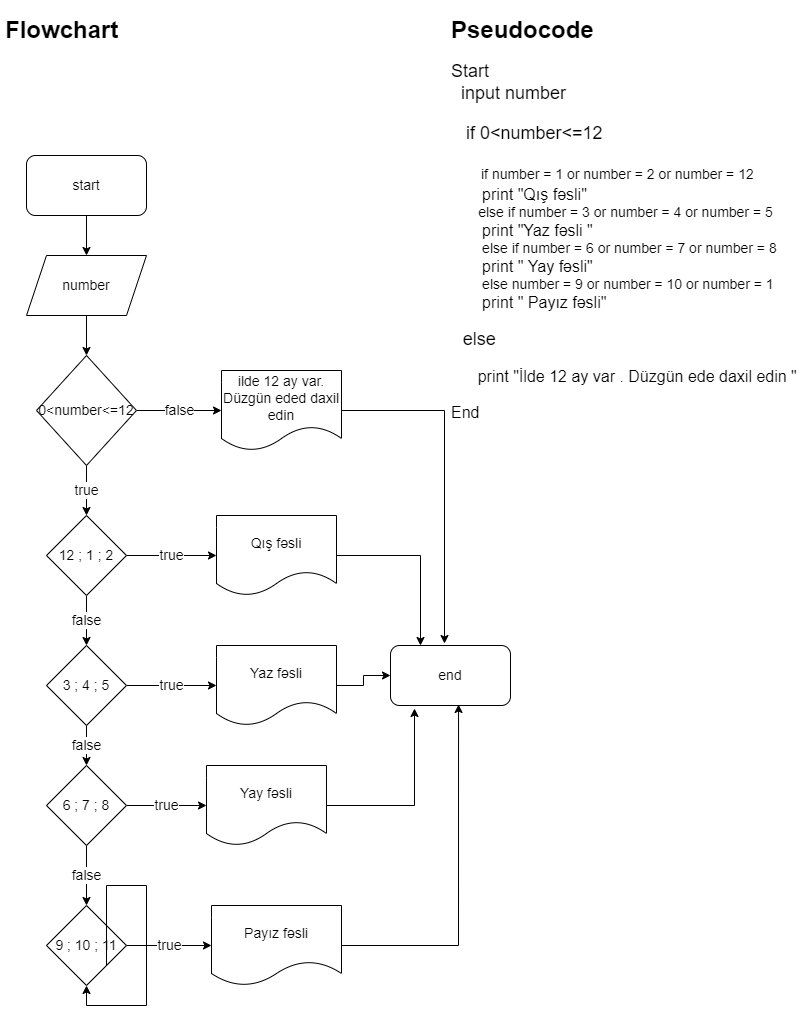 Flowchart
start
number
0<number<=12
false
ilde 12 ay var.
Düzgün eded daxil
edin
true
12 ; 1 ; 2
true
Qış fəsli
false
3 ; 4 ; 5
true
Yaz fəsli
end
false
6 ; 7 ; 8
true
Yay fəsli
false
9 ; 10 ; 11
true
Payız fəsli
Pseudocode
Start
input number
if 0<number<=12
if number = 1 or number = 2 or number = 12
print "Qış fəsli"
else if number = 3 or number = 4 or number = 5
print "Yaz fəsli "
else if number = 6 or number = 7 or number = 8
print " Yay fəsli"
else number = 9 or number = 10 or number = 1
print " Payız fəsli"
else
print "İlde 12 ay var . Düzgün ede daxil edin "
End